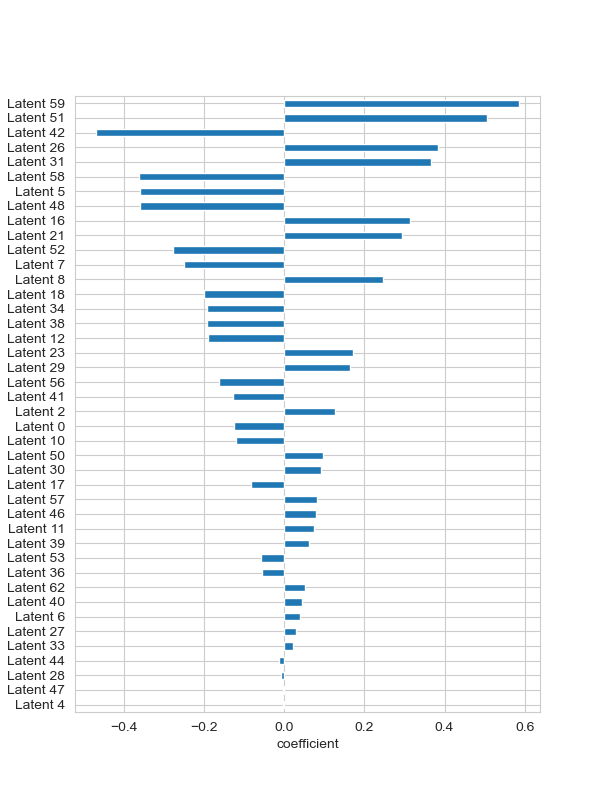 Latent 59
Latent 51
Latent 42
Latent 26
Latent 31
Latent 58
Latent 5
Latent 48
Latent 16
Latent 21
Latent 52
Latent 7
Latent 8
Latent 18
Latent 34
Latent 38
Latent 12
Latent 23
Latent 29
Latent 56
Latent 41
Latent 2
Latent 0
Latent 10
Latent 50
Latent 30
Latent 17
Latent 57
Latent 46
Latent 11
Latent 39
Latent 53
Latent 36
Latent 62
Latent 40
Latent 6
Latent 27
Latent 33
Latent 44
Latent 28
Latent 47
Latent 4
−0.4 −0.2 0.0 0.2 0.4 0.6
coefficient